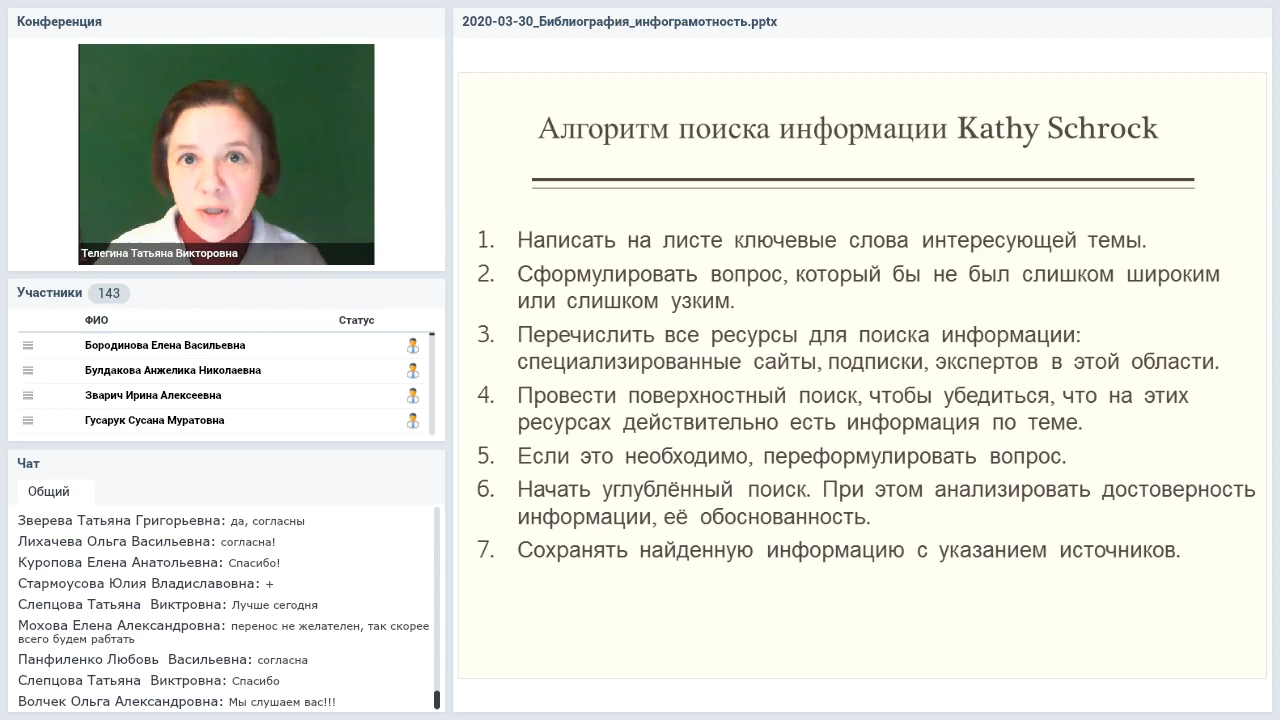 Конференция
Телегина Татьяна Викторовна
Участники 143
ФИО Статус
Бородинова Елена Васильевна
Булдакова Анжелика Николаевна
Зварич Ирина Алексеевна
Гусарук Сусана Муратовна
Чат
Общий
Зверева Татьяна Григорьевна: да, согласны
Лихачева Ольга Васильевна: согласна!
Куропова Елена Анатольевна: Спасибо!
Стармоусова Юлия Владиславовна: +
Слепцова Татьяна Виктровна: Лучше сегодня
Мохова Елена Александровна: перенос не желателен, так скорее
всего будем рабтать
Панфиленко Любовь Васильевна: согласна
Слепцова Татьяна Виктровна: Спасибо
Волчек Ольга Александровна: Мы слушаем вас!!!
2020-03-30_Библиография_инфограмотность.pptx
Алгоритм поиска информации Kathy Schrock
1. Написать на листе ключевые слова интересующей темы.
2. Сформулировать вопрос, который бы не был слишком широким
или слишком узким.
3. Перечислить все ресурсы для поиска информации:
специализированные сайты, подписки, экспертов в этой области.
4. Провести поверхностный поиск, чтобы убедиться, что на этих
ресурсах действительно есть информация по теме.
5. Если это необходимо, переформулировать вопрос.
6. Начать углублённый поиск. При этом анализировать достоверность
информации, её обоснованность.
7. Сохранять найденную информацию с указанием источников.